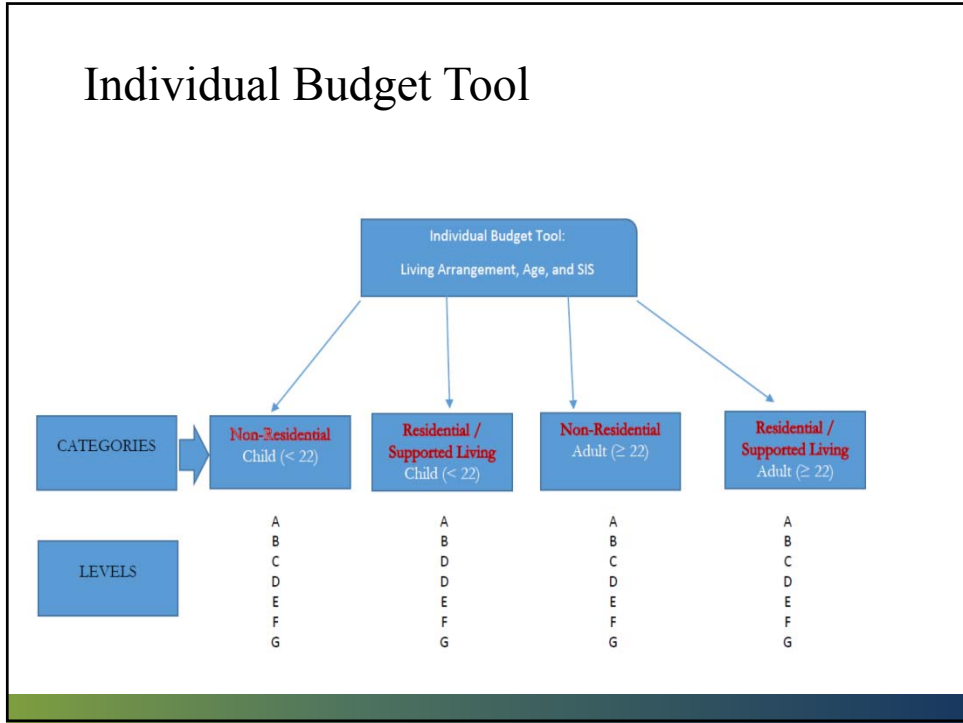 Individual Budget Tool
Individual Budget Tool:
Living Arrangement, Age, and SIS
CATEGORIES
Non-Residential
Child (< 22)
Residential /
Supported Living
Child (< 22)
Non-Residential
Adult (≥ 22)
Residential /
Supported Living
Adult (≥ 22)
LEVELS
A
B
C
D
E
F
G
A
B
D
D
E
F
G
A
B
C
D
E
F
G
A
B
C
D
E
F
G